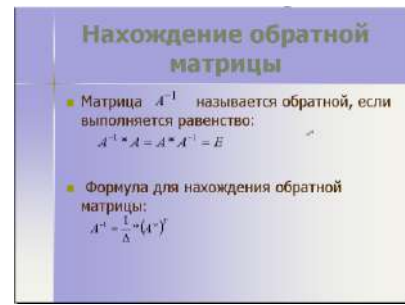 Нахождение обратной
матрицы
Матрица A⁻¹ называется обратной, если
выполняется равенство:
A⁻¹ * A = A * A⁻¹ = E
Формула для нахождения обратной
матрицы:
A⁻¹ = 1/Δ * (A*)ᵀ